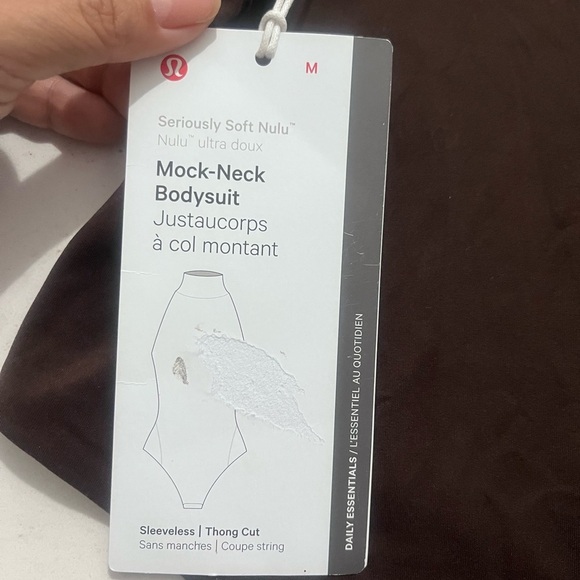 M
Seriously Soft Nulu™
Nulu™ ultra doux
Mock-Neck
Bodysuit
Justaucorps
à col montant
Sleeveless | Thong Cut
Sans manches | Coupe string
DAILY ESSENTIALS / L'ESSENTIEL AU QUOTIDIEN